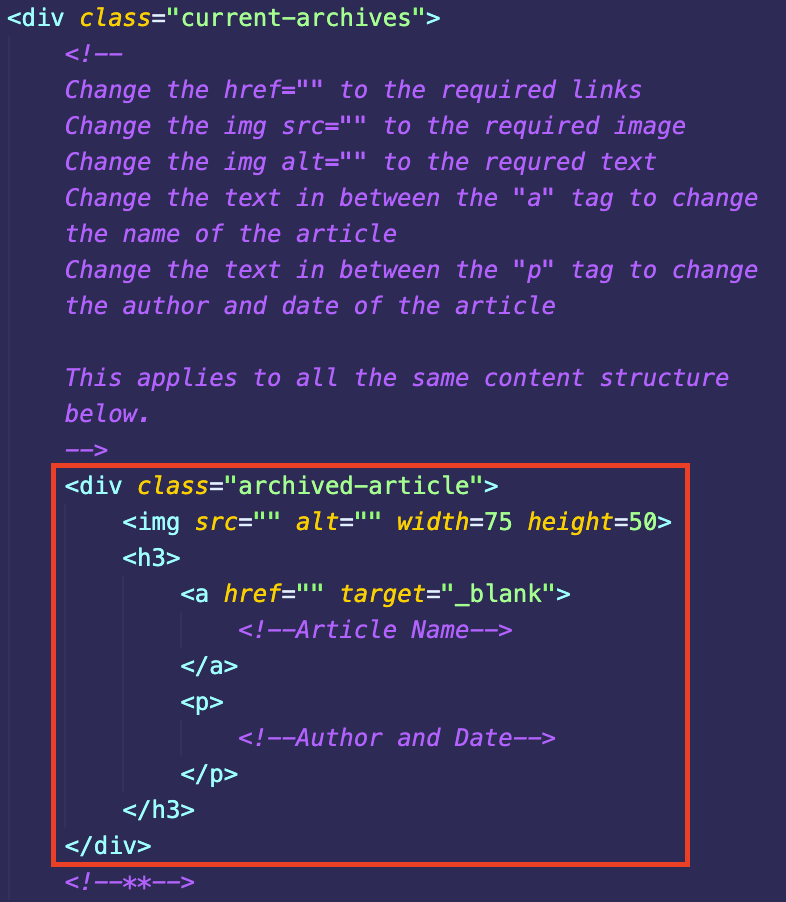 <div class="current-archives">
<!--
Change the href="" to the required links
Change the img src="" to the required image
Change the img alt="" to the requred text
Change the text in between the "a" tag to change
the name of the article
Change the text in between the "p" tag to change
the author and date of the article
This applies to all the same content structure
below.
-->
<div class="archived-article">
<img src="" alt="" width=75 height=50>
<h3>
<a href="" target="_blank">
<!--Article Name-->
</a>
<p>
<!--Author and Date-->
</p>
</h3>
</div>
<!--**-->